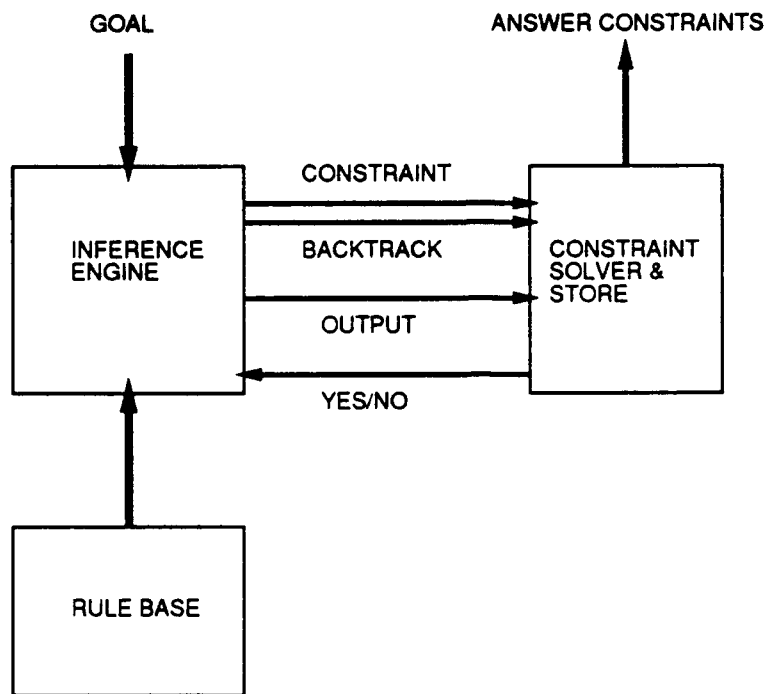 GOAL
ANSWER CONSTRAINTS
CONSTRAINT
INFERENCE
ENGINE
BACKTRACK
CONSTRAINT
SOLVER &
STORE
OUTPUT
YES/NO
RULE BASE